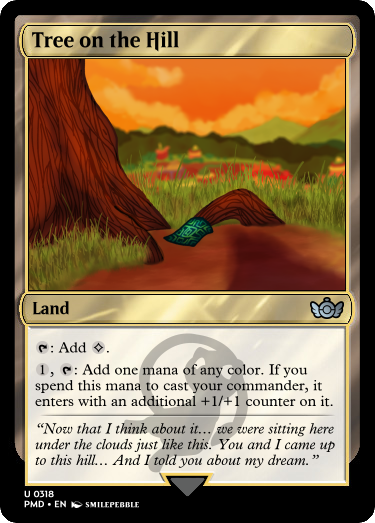 Tree on the Hill
Land
: Add .
1, : Add one mana of any color. If you
spend this mana to cast your commander, it
enters with an additional +1/+1 counter on it.
“Now that I think about it… we were sitting here
under the clouds just like this. You and I came up
to this hill… And I told you about my dream.”
U 0318
PMD • EN SMILEPEBBLE